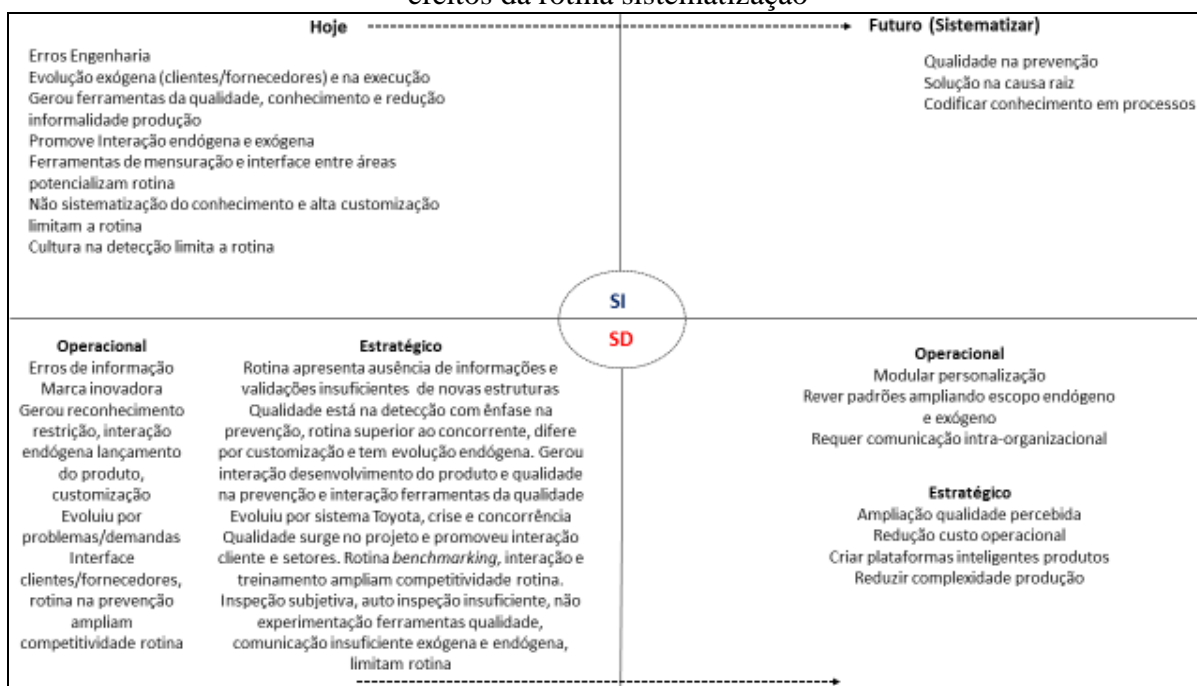 efeitos da rotina sistematização
Hoje
Futuro (Sistematizar)
Erros Engenharia
Evolução exógena (clientes/fornecedores) e na execução
Gerou ferramentas da qualidade, conhecimento e redução
informalidade produção
Promove Interação endógena e exógena
Ferramentas de mensuração e interface entre áreas
potencializam rotina
Não sistematização do conhecimento e alta customização
limitam a rotina
Cultura na detecção limita a rotina
Qualidade na prevenção
Solução na causa raiz
Codificar conhecimento em processos
SI
SD
Operacional
Erros de informação
Marca inovadora
Gerou reconhecimento
restrição, interação
endógena lançamento
do produto,
customização
Evoluiu por
problemas/demandas
Interface
clientes/fornecedores,
rotina na prevenção
ampliam
competitividade rotina
Estratégico
Rotina apresenta ausência de informações e
validações insuficientes de novas estruturas
Qualidade está na detecção com ênfase na
prevenção, rotina superior ao concorrente, difere
por customização e tem evolução endógena. Gerou
interação desenvolvimento do produto e qualidade
na prevenção e interação ferramentas da qualidade
Evoluiu por sistema Toyota, crise e concorrência
Qualidade surge no projeto e promoveu interação
cliente e setores. Rotina benchmarking, interação e
treinamento ampliam competitividade rotina.
Inspeção subjetiva, auto inspeção insuficiente, não
experimentação ferramentas qualidade,
comunicação insuficiente exógena e endógena,
limitam rotina
Operacional
Modular personalização
Rever padrões ampliando escopo endógeno
e exógeno
Requer comunicação intra-organizacional
Estratégico
Ampliação qualidade percebida
Redução custo operacional
Criar plataformas inteligentes produtos
Reduzir complexidade produção